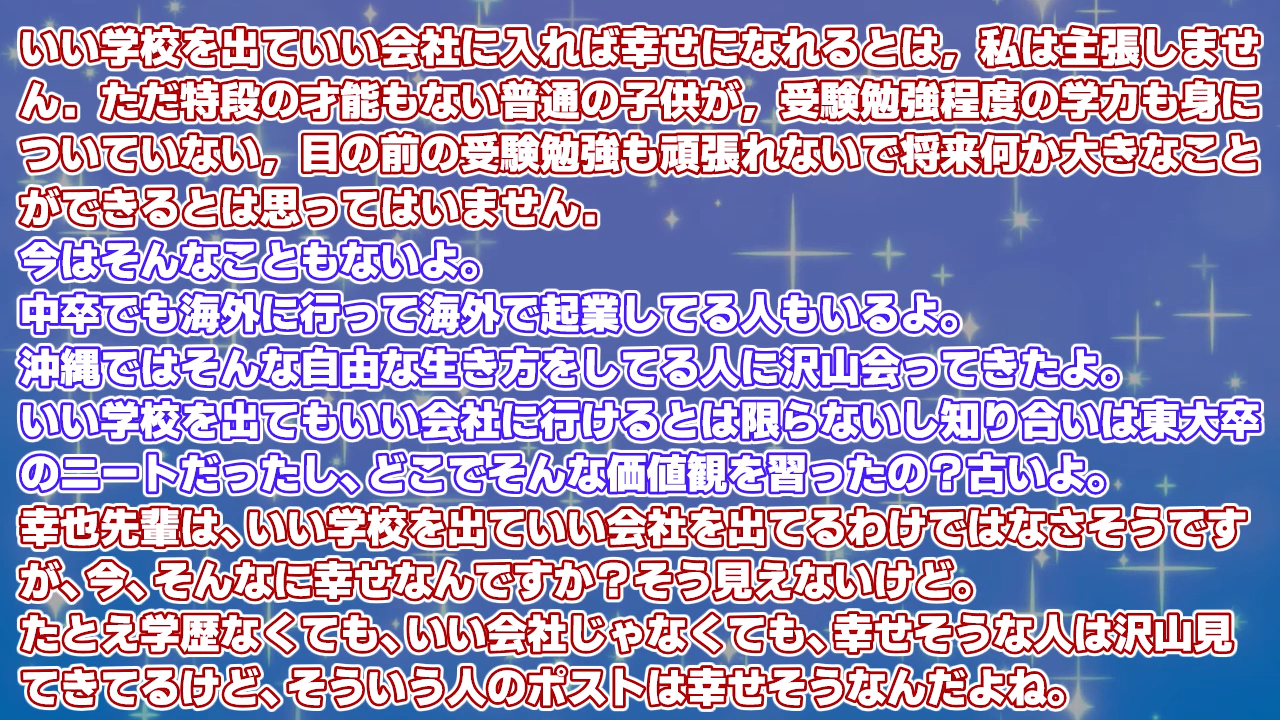 いい学校を出ていい会社に入れば幸せになれるとは，私は主張しませ
ん．ただ特段の才能もない普通の子供が，受験勉強程度の学力も身に
ついていない，目の前の受験勉強も頑張れないで将来何か大きなこと
ができるとは思ってはいません．
今はそんなこともないよ。
中卒でも海外に行って海外で起業してる人もいるよ。
沖縄ではそんな自由な生き方をしてる人に沢山会ってきたよ。
いい学校を出てもいい会社に行けるとは限らないし知り合いは東大卒
のニートだったし、どこでそんな価値観を習ったの？古いよ。
幸也先輩は、いい学校を出ていい会社を出てるわけではなさそうです
が、今、そんなに幸せなんですか？そう見えないけど。
たとえ学歴なくても、いい会社じゃなくても、幸せそうな人は沢山見
てきてるけど、そういう人のポストは幸せそうなんだよね。